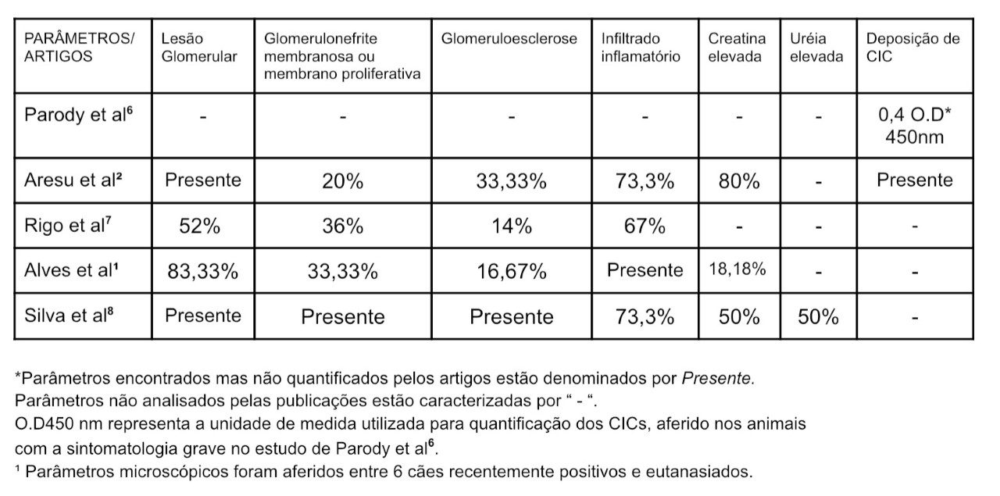 PARÂMETROS/ARTIGOS Lesão Glomerular Glomerulonefrite membranosa ou membrano proliferativa Glomeruloesclerose Infiltrado inflamatório Creatina elevada Uréia elevada Deposição de CIC
Parody et al⁶ - - - - - - 0,4 O.D* 450nm
Aresu et al² Presente 20% 33,33% 73,3% 80% - Presente
Rigo et al⁷ 52% 36% 14% 67% - - -
Alves et al¹ 83,33% 33,33% 16,67% Presente 18,18% - -
Silva et al⁸ Presente Presente Presente 73,3% 50% 50% -
*Parâmetros encontrados mas não quantificados pelos artigos estão denominados por Presente.
Parâmetros não analisados pelas publicações estão caracterizadas por “ - “.
O.D450 nm representa a unidade de medida utilizada para quantificação dos CICs, aferido nos animais
com a sintomatologia grave no estudo de Parody et al⁶.
¹ Parâmetros microscópicos foram aferidos entre 6 cães recentemente positivos e eutanasiados.